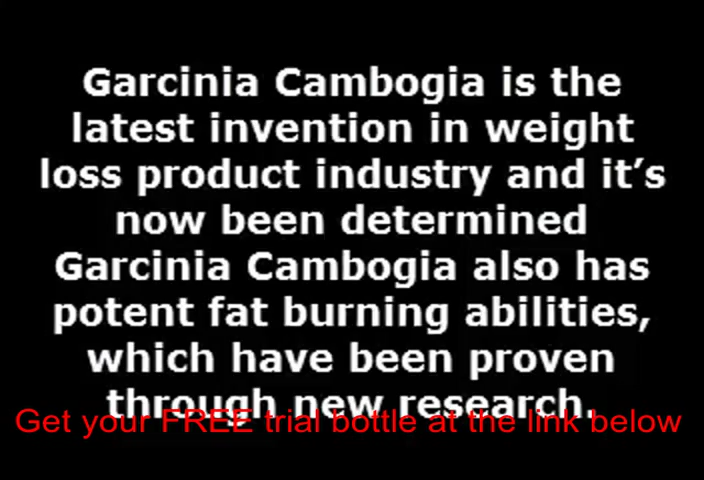 Garcinia Cambogia is the
latest invention in weight
loss product industry and it’s
now been determined
Garcinia Cambogia also has
potent fat burning abilities,
which have been proven
through new research.
Get your FREE trial bottle at the link below